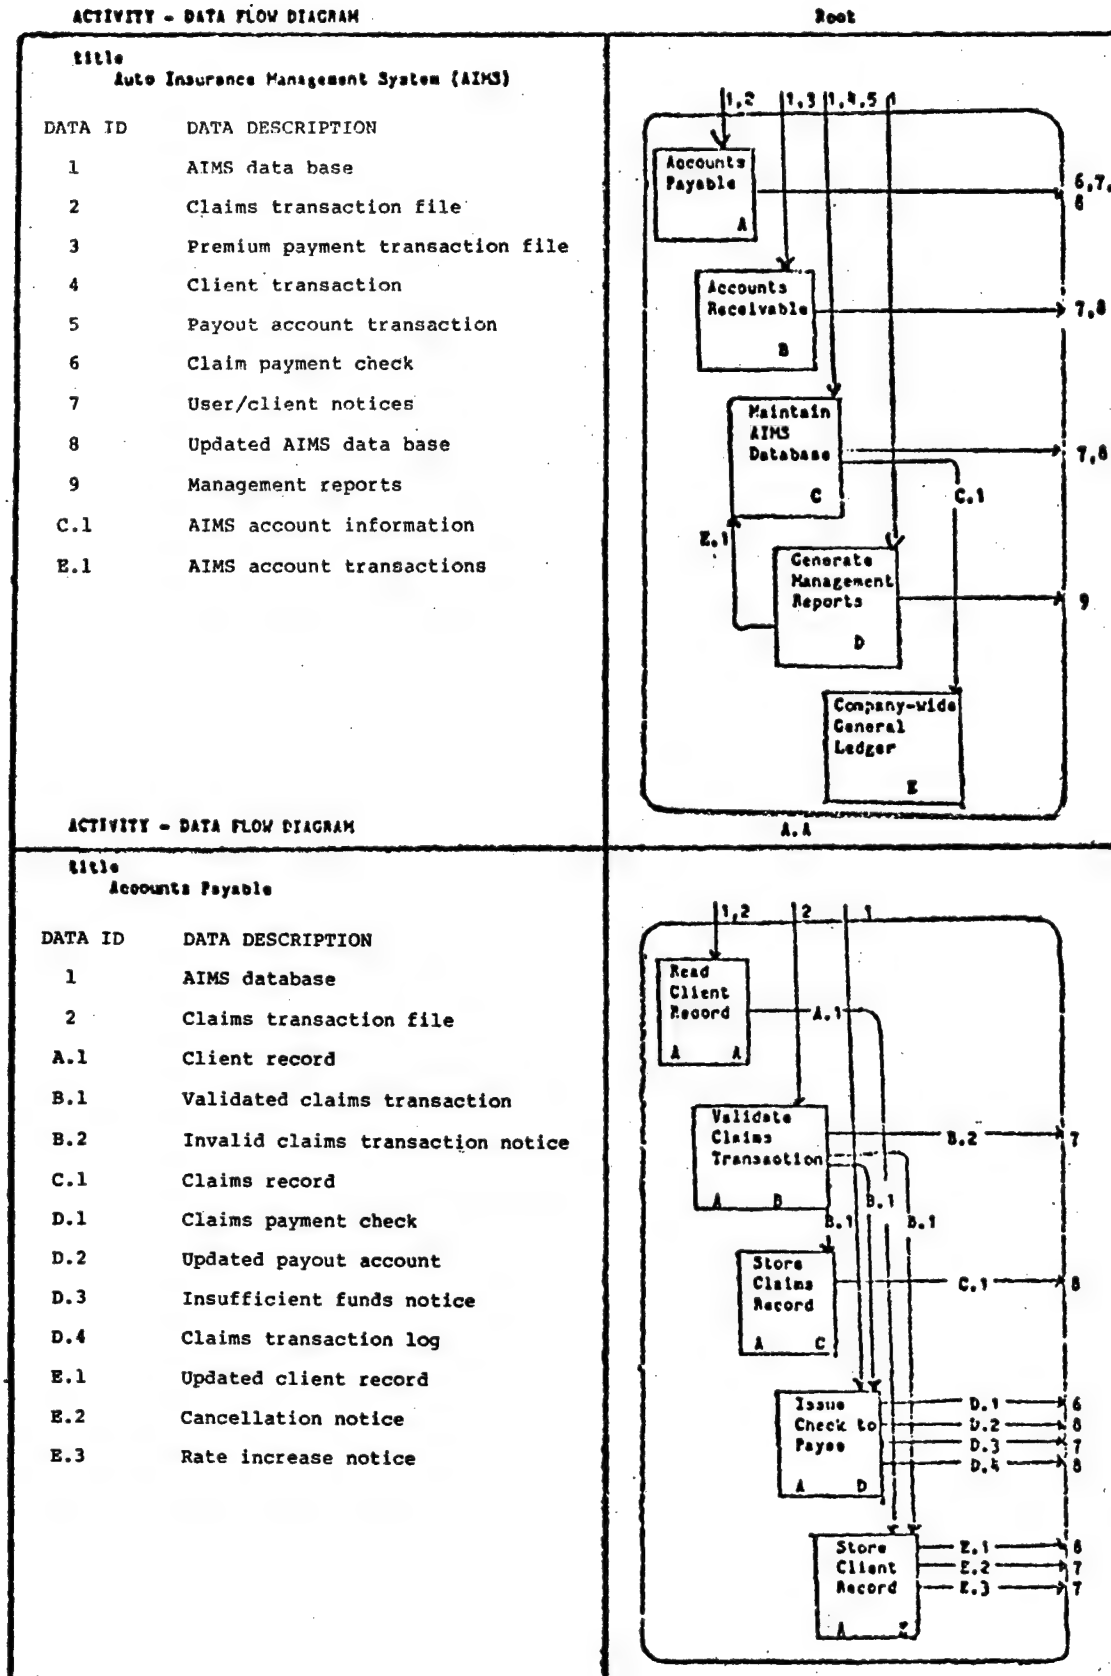 ACTIVITY - DATA FLOW DIAGRAM
Root
title
Auto Insurance Management System (AIMS)
DATA ID DATA DESCRIPTION
1 AIMS data base
2 Claims transaction file
3 Premium payment transaction file
4 Client transaction
5 Payout account transaction
6 Claim payment check
7 User/client notices
8 Updated AIMS data base
9 Management reports
C.1 AIMS account information
E.1 AIMS account transactions
1,2 1,3 1,4,5 1
Accounts
Payable
A
6,7,
8
Accounts
Receivable
B
7,8
Maintain
AIMS
Database
C
7,8
C.1
E.1
Generate
Management
Reports
D
9
Company-wide
General
Ledger
E
ACTIVITY - DATA FLOW DIAGRAM
A.A
title
Accounts Payable
DATA ID DATA DESCRIPTION
1 AIMS database
2 Claims transaction file
A.1 Client record
B.1 Validated claims transaction
B.2 Invalid claims transaction notice
C.1 Claims record
D.1 Claims payment check
D.2 Updated payout account
D.3 Insufficient funds notice
D.4 Claims transaction log
E.1 Updated client record
E.2 Cancellation notice
E.3 Rate increase notice
1,2 2 1
Read
Client
Record
A A
A.1
Validate
Claims
Transaction
A B
B.2 7
B.1 B.1 B.1
Store
Claims
Record
A C
C.1 8
Issue
Check to
Payee
A D
D.1 6
D.2 8
D.3 7
D.4 8
Store
Client
Record
A E
E.1 8
E.2 7
E.3 7